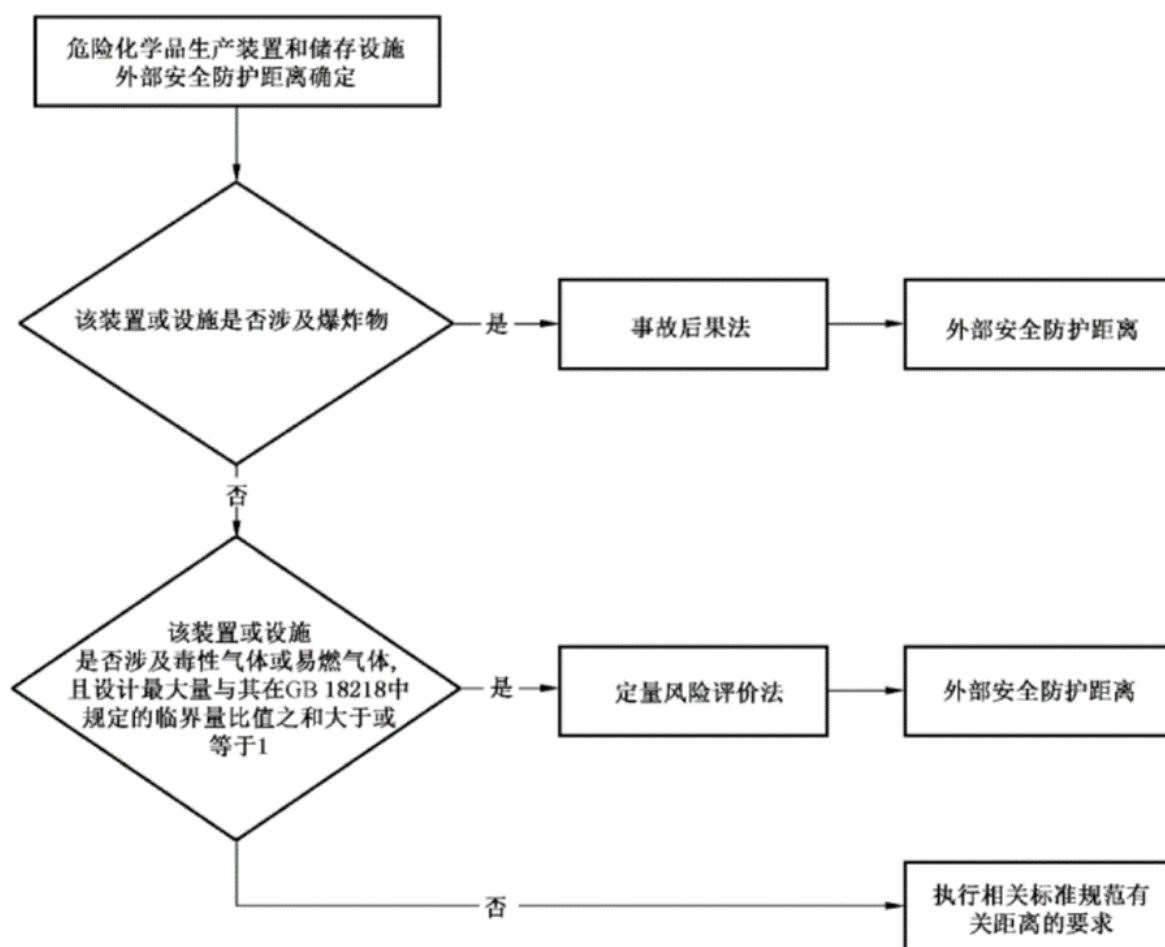 危险化学品生产装置和储存设施
外部安全防护距离确定
该装置或设施是否涉及爆炸物
是
事故后果法
外部安全防护距离
否
该装置或设施
是否涉及毒性气体或易燃气体,
且设计最大量与其在GB 18218中
规定的临界量比值之和大于或
等于1
是
定量风险评价法
外部安全防护距离
否
执行相关标准规范有
关距离的要求